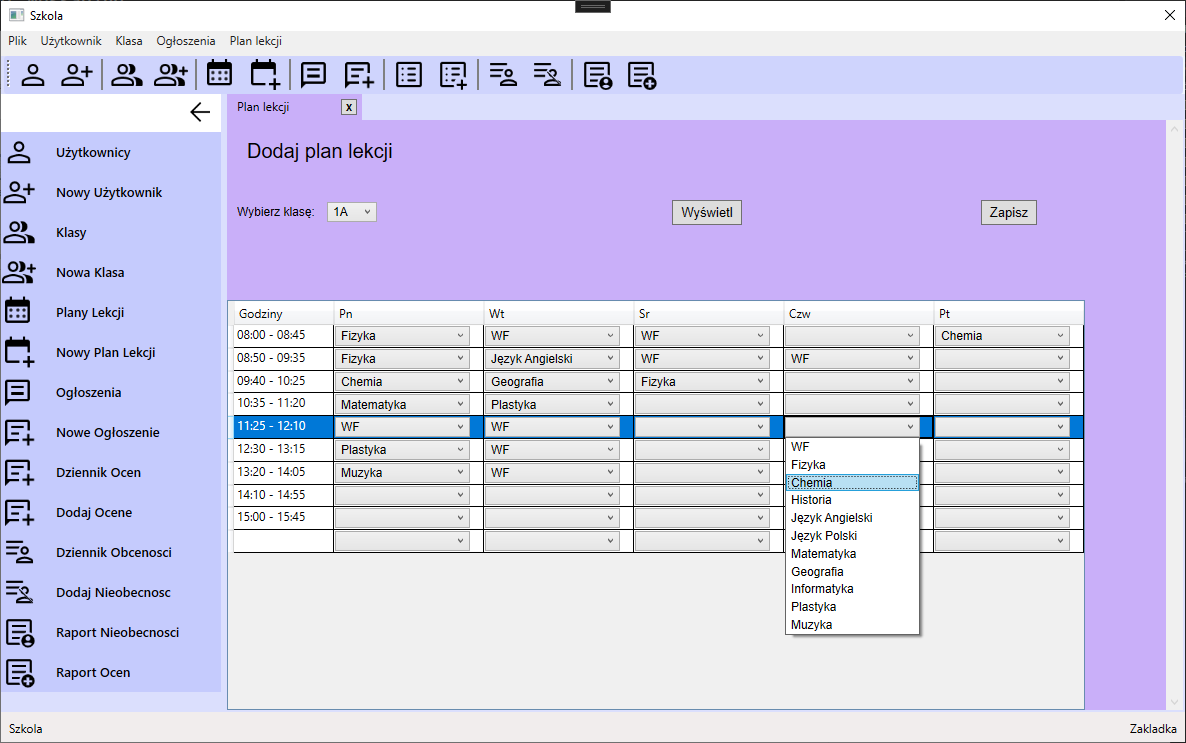 Szkola
Plik Użytkownik Klasa Ogłoszenia Plan lekcji
Plan lekcji x
Użytkownicy
Nowy Użytkownik
Klasy
Nowa Klasa
Plany Lekcji
Nowy Plan Lekcji
Ogłoszenia
Nowe Ogłoszenie
Dziennik Ocen
Dodaj Ocene
Dziennik Obcenosci
Dodaj Nieobecnosc
Raport Nieobecnosci
Raport Ocen
Dodaj plan lekcji
Wybierz klasę: 1A Wyświetl Zapisz
Godziny Pn Wt Sr Czw Pt
08:00 - 08:45 Fizyka WF WF Chemia
08:50 - 09:35 Fizyka Język Angielski WF WF
09:40 - 10:25 Chemia Geografia Fizyka
10:35 - 11:20 Matematyka Plastyka
11:25 - 12:10 WF WF
12:30 - 13:15 Plastyka WF
13:20 - 14:05 Muzyka WF
14:10 - 14:55
15:00 - 15:45
WF
Fizyka
Chemia
Historia
Język Angielski
Język Polski
Matematyka
Geografia
Informatyka
Plastyka
Muzyka
Szkola Zakladka